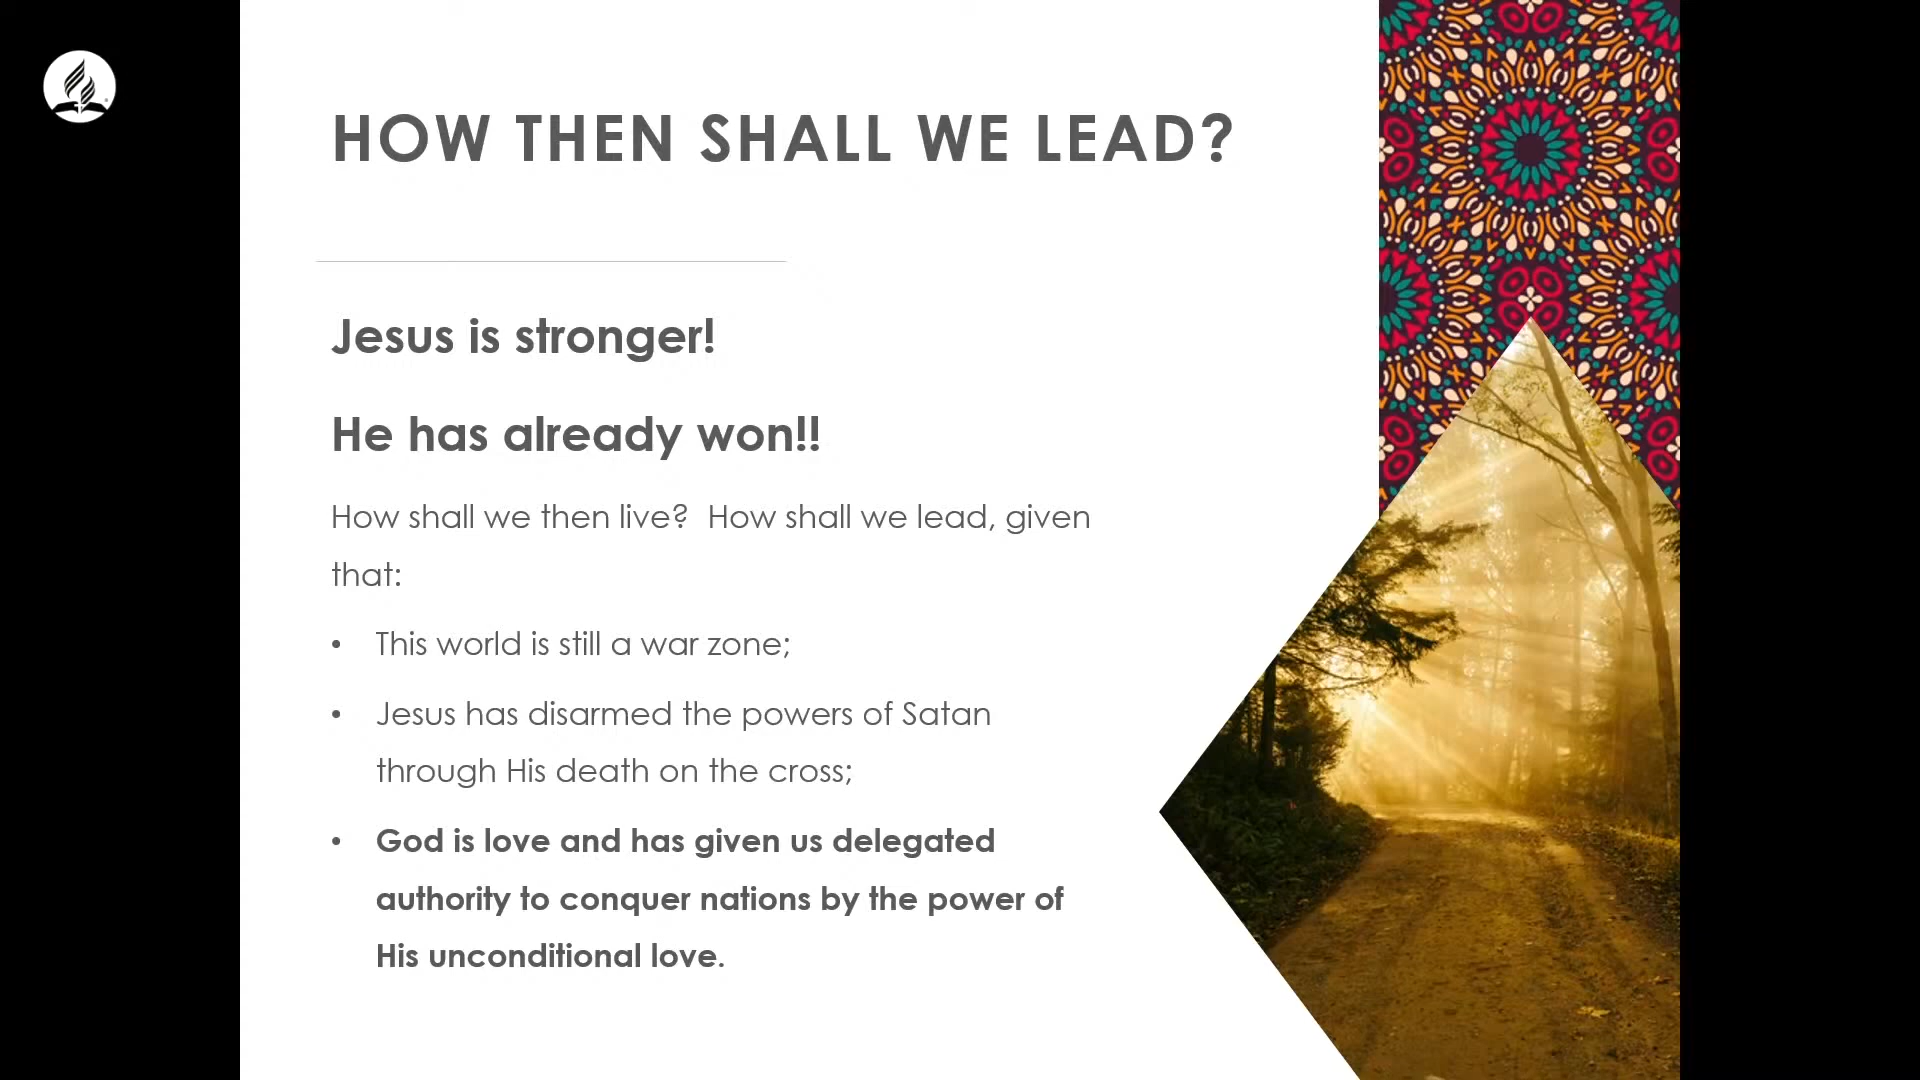 HOW THEN SHALL WE LEAD?
Jesus is stronger!
He has already won!!
How shall we then live?  How shall we lead, given
that:
• This world is still a war zone;
• Jesus has disarmed the powers of Satan
through His death on the cross;
• God is love and has given us delegated
authority to conquer nations by the power of
His unconditional love.